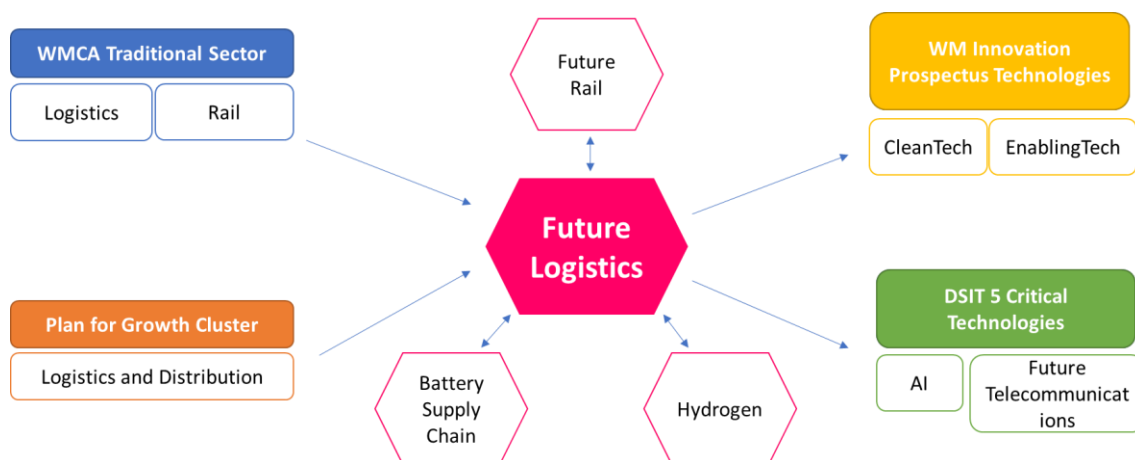 WMCA Traditional Sector
Logistics
Rail
Future
Rail
WM Innovation
Prospectus Technologies
CleanTech
EnablingTech
Future
Logistics
Plan for Growth Cluster
Logistics and Distribution
Battery
Supply
Chain
Hydrogen
DSIT 5 Critical
Technologies
AI
Future
Telecommunicat
ions